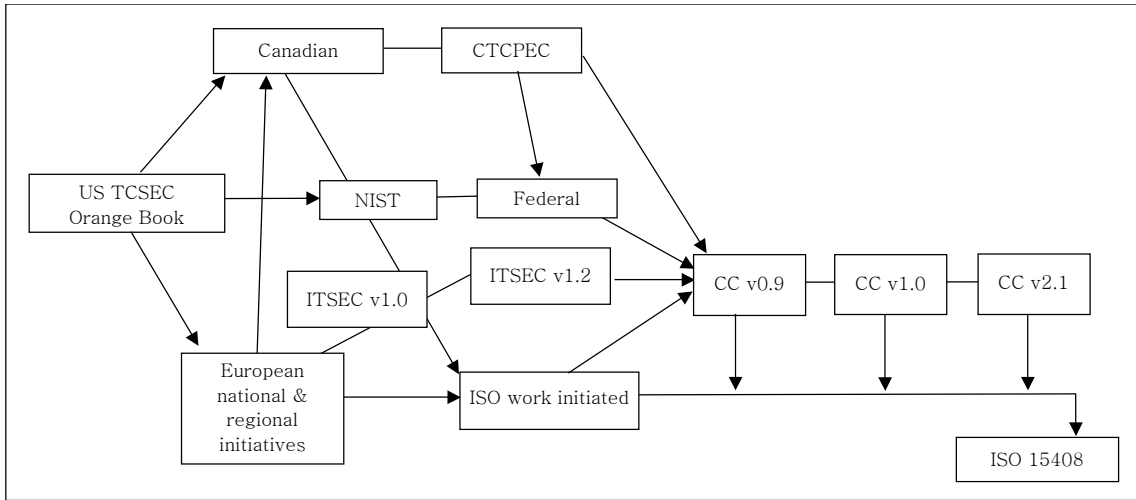 Canadian
CTCPEC
US TCSEC
Orange Book
NIST
Federal
ITSEC v1.0
ITSEC v1.2
CC v0.9
CC v1.0
CC v2.1
European
national &
regional
initiatives
ISO work initiated
ISO 15408